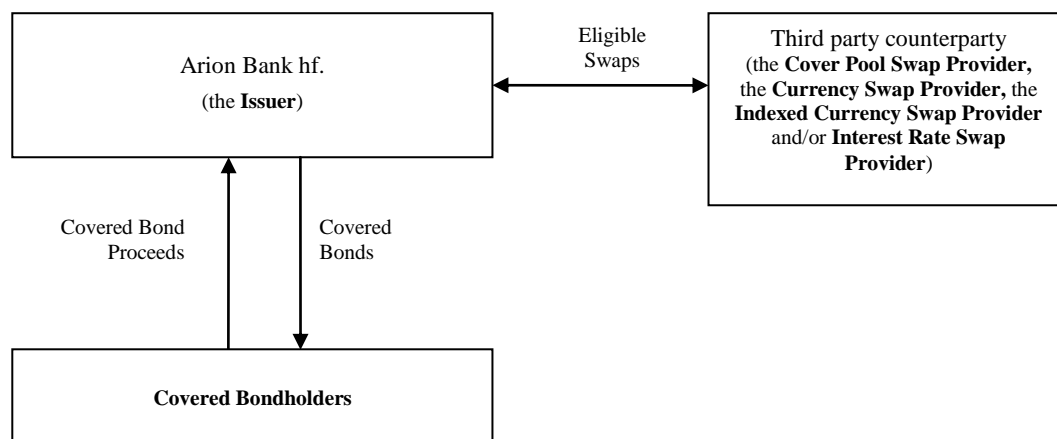 Arion Bank hf.
(the Issuer)
Eligible
Swaps
Third party counterparty
(the Cover Pool Swap Provider,
the Currency Swap Provider, the
Indexed Currency Swap Provider
and/or Interest Rate Swap
Provider)
Covered Bond
Proceeds
Covered
Bonds
Covered Bondholders